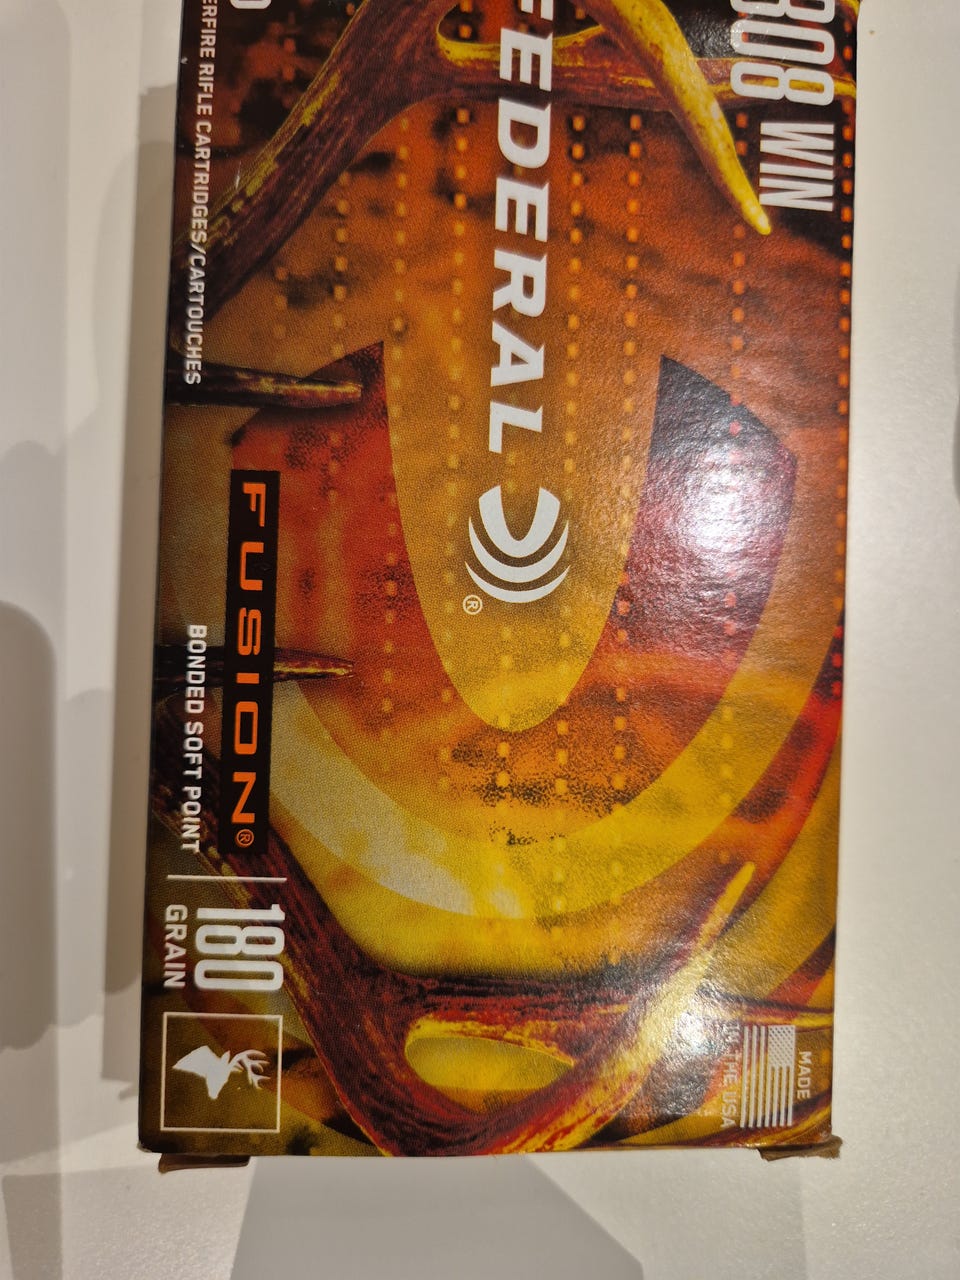 308 WIN
FEDERAL®
ERFIRE RIFLE CARTRIDGES/CARTOUCHES
FUSION®
BONDED SOFT POINT
180
GRAIN
MADE
IN THE USA